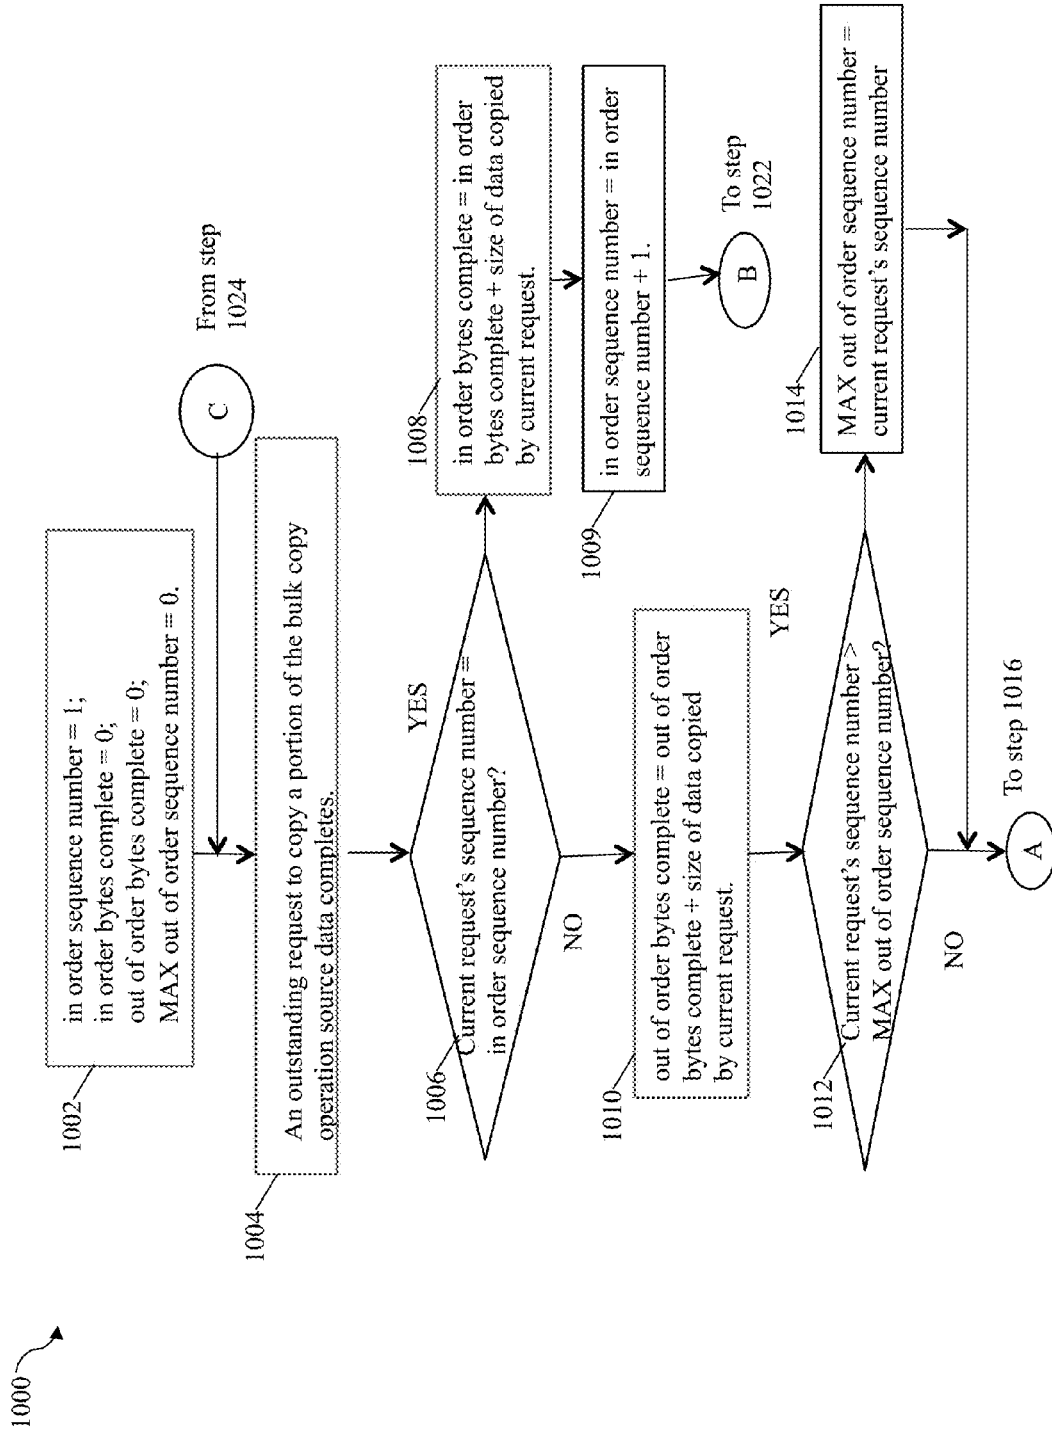 1000
1002
in order sequence number = 1;
in order bytes complete = 0;
out of order bytes complete = 0;
MAX out of order sequence number = 0.
From step
1024
C
1004
An outstanding request to copy a portion of the bulk copy
operation source data completes.
1006
Current request's sequence number =
in order sequence number?
YES
1008
in order bytes complete = in order
bytes complete + size of data copied
by current request.
1009
in order sequence number = in order
sequence number + 1.
B
To step
1022
NO
1010
out of order bytes complete = out of order
bytes complete + size of data copied
by current request.
1012
Current request's sequence number >
MAX out of order sequence number?
YES
1014
MAX out of order sequence number =
current request's sequence number
NO
A
To step 1016